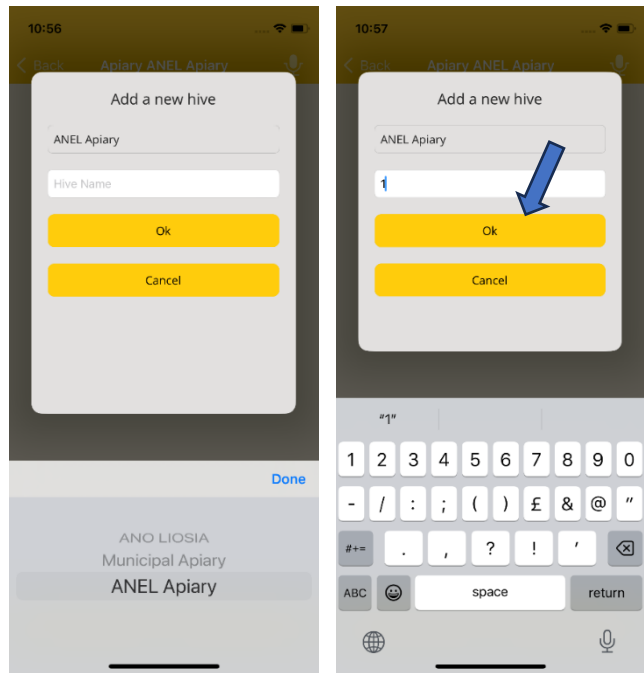 10:56
Back Apiary ANEL Apiary
Add a new hive
ANEL Apiary
Hive Name
Ok
Cancel
Done
ANO LIOSIA
Municipal Apiary
ANEL Apiary
10:57
Back Apiary ANEL Apiary
Add a new hive
ANEL Apiary
1
Ok
Cancel
"1"
1 2 3 4 5 6 7 8 9 0
- / : ; ( ) £ & @ "
#+= . , ? ! '
ABC space return